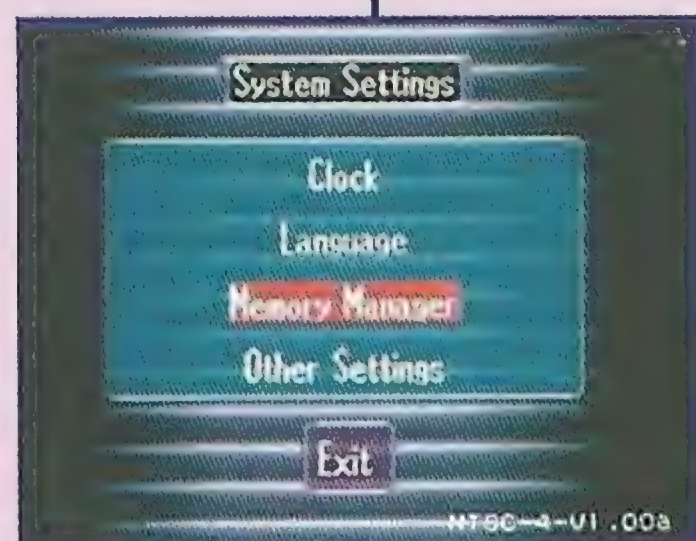 System Settings
Clock
Language
Memory Manager
Other Settings
Exit
NTSC-4-V1.00a